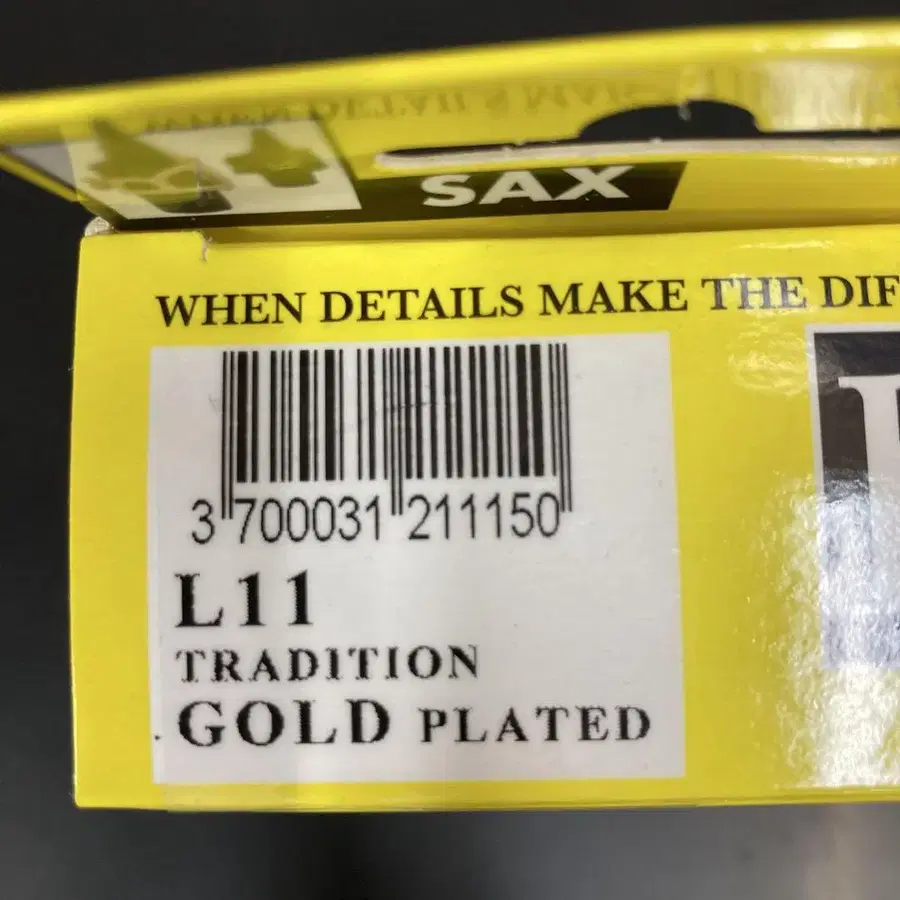 SAX
WHEN DETAILS MAKE THE DIF
3 700031 211150
L11
TRADITION
GOLD PLATED